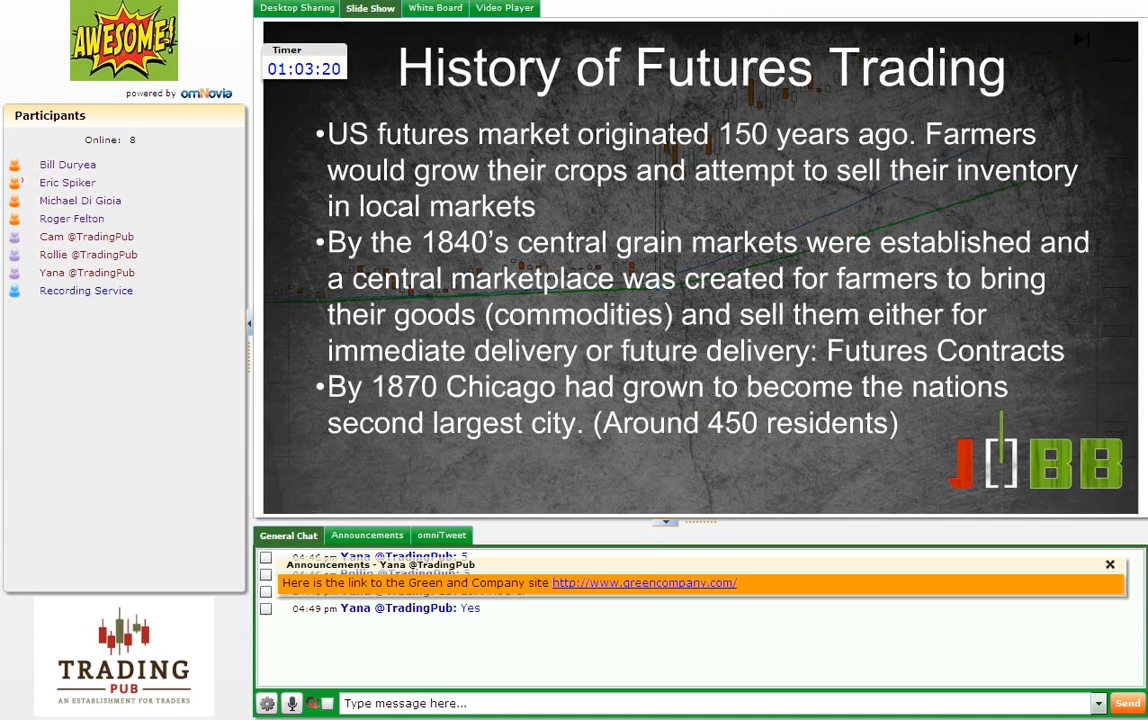 Desktop Sharing
Slide Show
White Board
Video Player
AWESOME!
powered by omNovia
Participants
Online: 8
Bill Duryea
Eric Spiker
Michael Di Gioia
Roger Felton
Cam @TradingPub
Rollie @TradingPub
Yana @TradingPub
Recording Service
TRADING
PUB
AN ESTABLISHMENT FOR TRADERS
Timer
01:03:20
History of Futures Trading
•US futures market originated 150 years ago. Farmers
would grow their crops and attempt to sell their inventory
in local markets
•By the 1840’s central grain markets were established and
a central marketplace was created for farmers to bring
their goods (commodities) and sell them either for
immediate delivery or future delivery: Futures Contracts
•By 1870 Chicago had grown to become the nations
second largest city. (Around 450 residents)
J[]BB
General Chat
Announcements
omniTweet
04:46 pm Yana @TradingPub: 5
Announcements - Yana @TradingPub
Here is the link to the Green and Company site http://www.greencompany.com/
04:49 pm Yana @TradingPub: Yes
Type message here...
Send